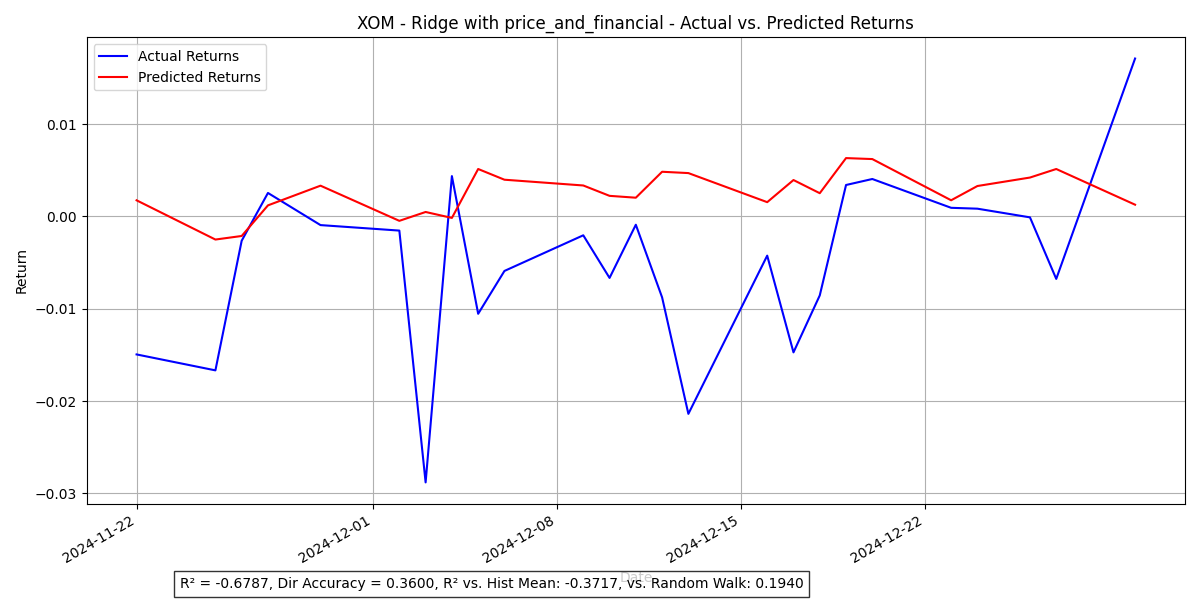 XOM - Ridge with price_and_financial - Actual vs. Predicted Returns
Actual Returns
Predicted Returns
Return
0.01
0.00
−0.01
−0.02
−0.03
2024-11-22
2024-12-01
2024-12-08
2024-12-15
2024-12-22
Date
R² = -0.6787, Dir Accuracy = 0.3600, R² vs. Hist Mean: -0.3717, vs. Random Walk: 0.1940